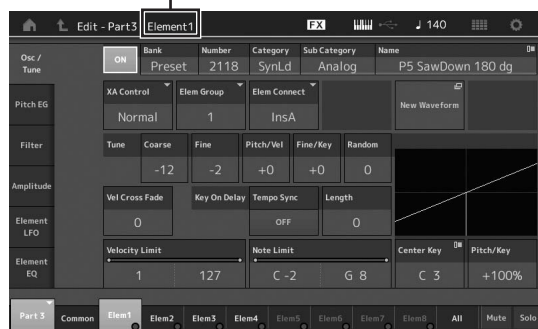 Edit - Part3 Element1 FX 140
Osc / Tune
ON
Bank Number Category Sub Category Name
Preset 2118 SynLd Analog P5 SawDown 180 dg
XA Control Elem Group Elem Connect
Normal 1 InsA
New Waveform
Pitch EG
Filter
Tune Coarse Fine Pitch/Vel Fine/Key Random
-12 -2 +0 +0 0
Amplitude
Vel Cross Fade Key On Delay Tempo Sync Length
0 OFF 0
Element LFO
Velocity Limit Note Limit Center Key Pitch/Key
1 127 C -2 G 8 C 3 +100%
Element EQ
Part 3 Common Elem1 Elem2 Elem3 Elem4 Elem5 Elem6 Elem7 Elem8 All Mute Solo